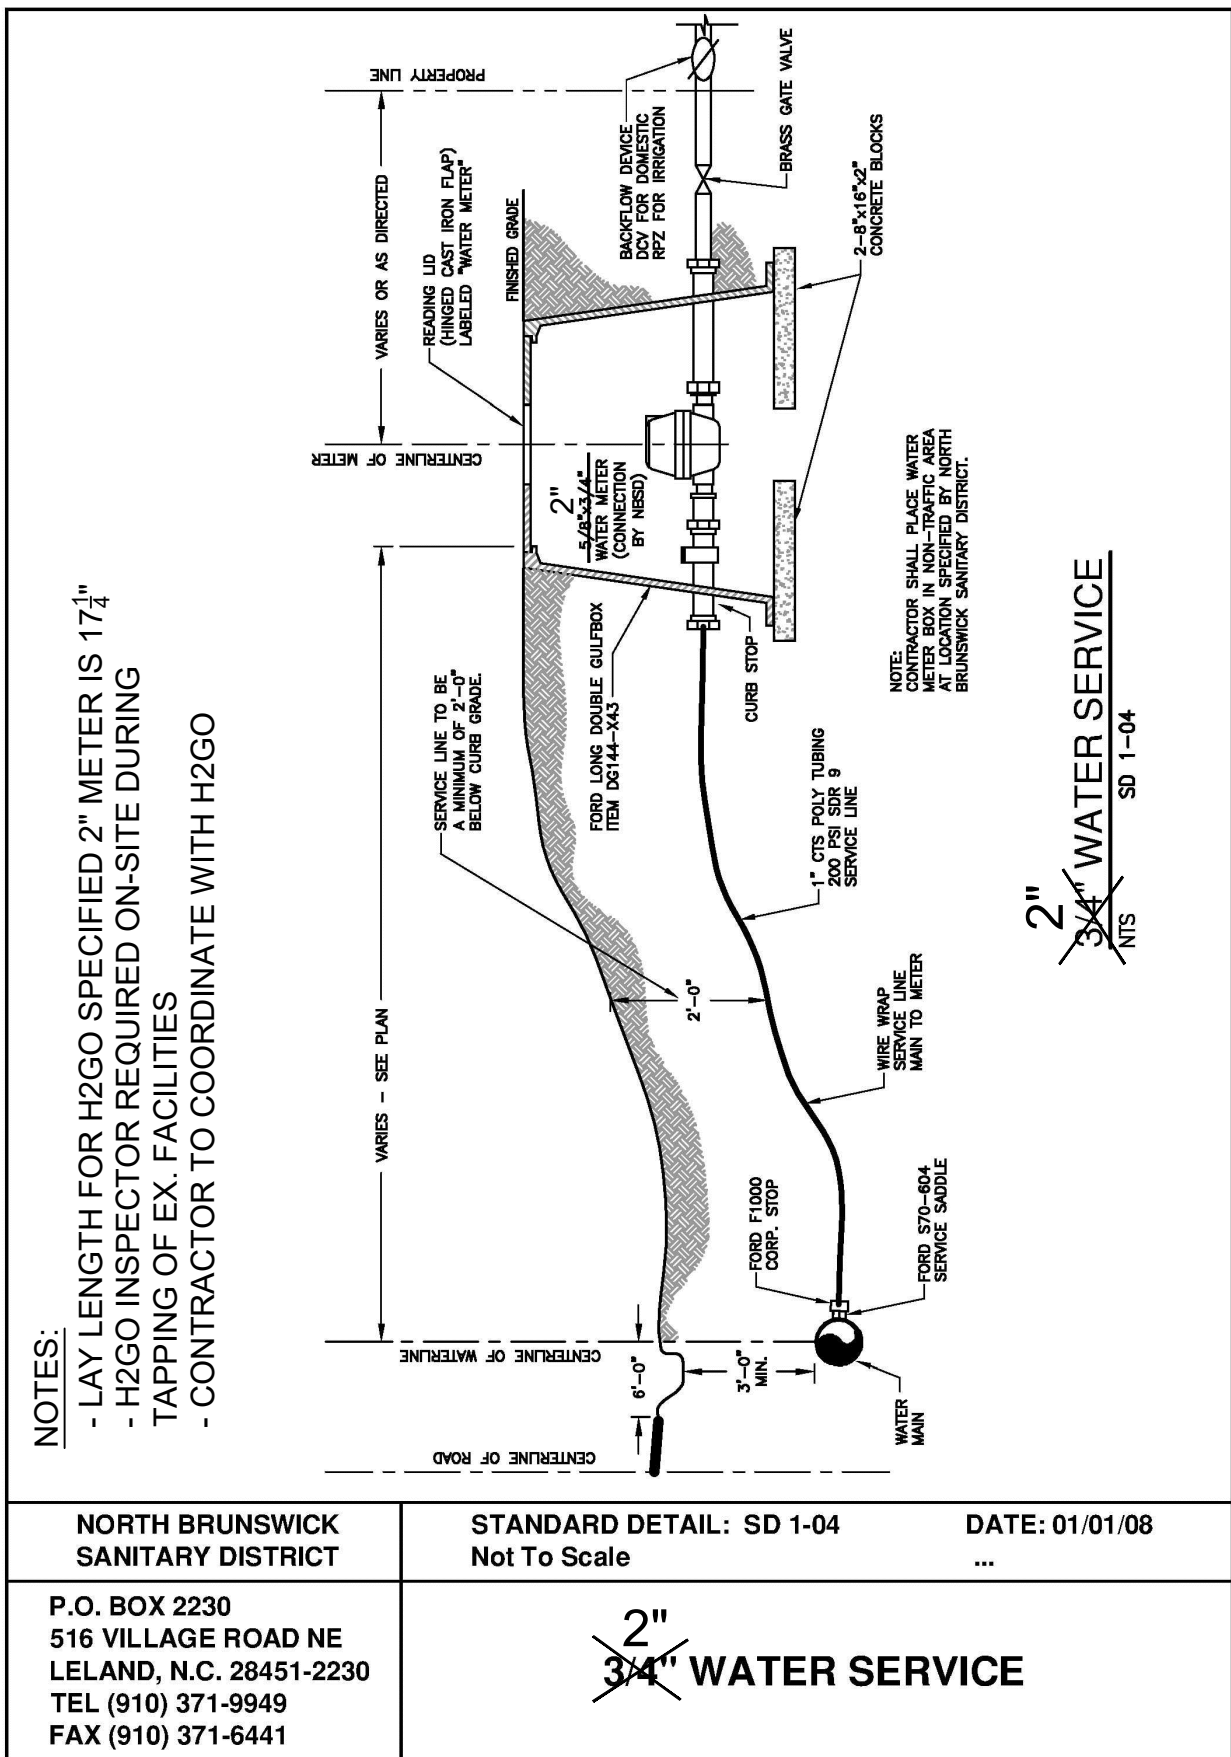 NOTES:
- LAY LENGTH FOR H2GO SPECIFIED 2" METER IS 17 1/4"
- H2GO INSPECTOR REQUIRED ON-SITE DURING
TAPPING OF EX. FACILITIES
- CONTRACTOR TO COORDINATE WITH H2GO
CENTERLINE OF ROAD
CENTERLINE OF WATERLINE
CENTERLINE OF METER
PROPERTY LINE
VARIES - SEE PLAN
VARIES OR AS DIRECTED
READING LID
(HINGED CAST IRON FLAP)
LABELED "WATER METER"
FINISHED GRADE
SERVICE LINE TO BE
A MINIMUM OF 2'-0"
BELOW CURB GRADE.
2"
5/8"x3/4"
WATER METER
(CONNECTION
BY NBSD)
FORD LONG DOUBLE GULFBOX
ITEM DG144-X43
BACKFLOW DEVICE
DCV FOR DOMESTIC
RPZ FOR IRRIGATION
BRASS GATE VALVE
2-8"x16"x2"
CONCRETE BLOCKS
CURB STOP
6'-0"
3'-0"
MIN.
2'-0"
1" CTS POLY TUBING
200 PSI SDR 9
SERVICE LINE
WIRE WRAP
SERVICE LINE
MAIN TO METER
FORD F1000
CORP. STOP
FORD S70-604
SERVICE SADDLE
WATER
MAIN
NOTE:
CONTRACTOR SHALL PLACE WATER
METER BOX IN NON-TRAFFIC AREA
AT LOCATION SPECIFIED BY NORTH
BRUNSWICK SANITARY DISTRICT.
2"
3/4" WATER SERVICE
NTS SD 1-04
NORTH BRUNSWICK
SANITARY DISTRICT
STANDARD DETAIL: SD 1-04 DATE: 01/01/08
Not To Scale ...
P.O. BOX 2230
516 VILLAGE ROAD NE
LELAND, N.C. 28451-2230
TEL (910) 371-9949
FAX (910) 371-6441
2"
3/4" WATER SERVICE